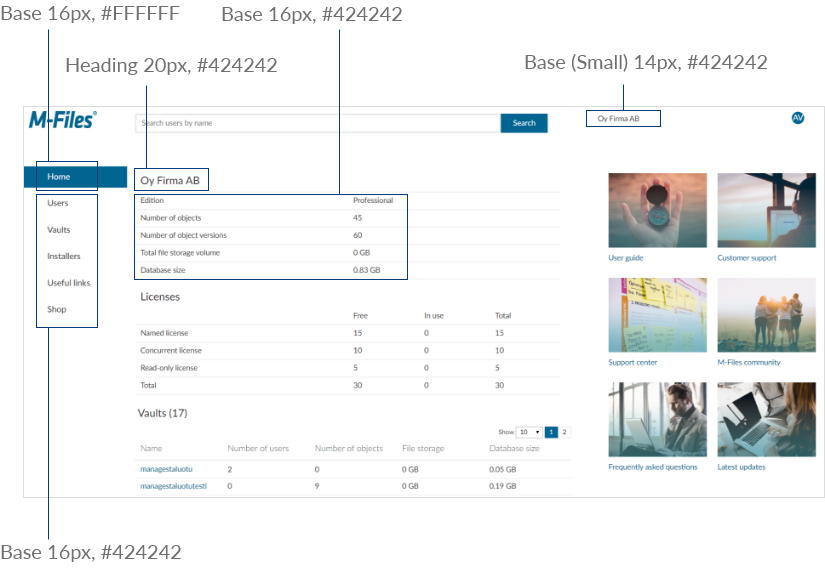 Base 16px, #FFFFFF
Base 16px, #424242
Heading 20px, #424242
Base (Small) 14px, #424242
M-Files®
Search users by name
Search
Oy Firma AB
AV
Home
Users
Vaults
Installers
Useful links
Shop
Oy Firma AB
Edition Professional
Number of objects 45
Number of object versions 60
Total file storage volume 0 GB
Database size 0.83 GB
Licenses
Free In use Total
Named license 15 0 15
Concurrent license 10 0 10
Read-only license 5 0 5
Total 30 0 30
Vaults (17)
Show 10 1 2
Name Number of users Number of objects File storage Database size
managestaluotu 2 0 0 GB 0.05 GB
managestaluotutesti 0 9 0 GB 0.19 GB
User guide
Customer support
Support center
M-Files community
Frequently asked questions
Latest updates
Base 16px, #424242